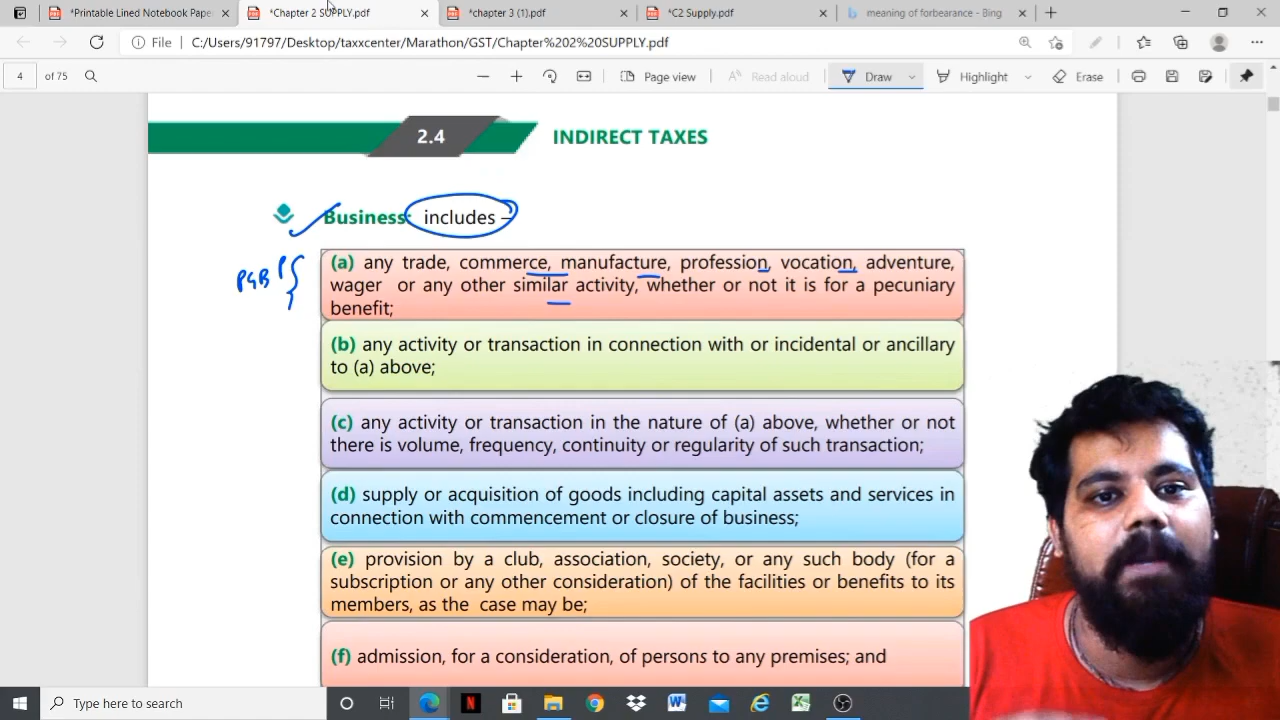 *Printable Lined Notebook Pape
*Chapter 2 SUPPLY.pdf
*chapter 3 (1).pdf
*C2 Supply.pdf
meaning of forbearance - Bing
File
C:/Users/91797/Desktop/taxxcenter/Marathon/GST/Chapter%202%20SUPPLY.pdf
4 of 75
Page view
Read aloud
Draw
Highlight
Erase
2.4
INDIRECT TAXES
Business: includes –
(a) any trade, commerce, manufacture, profession, vocation, adventure,
wager or any other similar activity, whether or not it is for a pecuniary
benefit;
(b) any activity or transaction in connection with or incidental or ancillary
to (a) above;
(c) any activity or transaction in the nature of (a) above, whether or not
there is volume, frequency, continuity or regularity of such transaction;
(d) supply or acquisition of goods including capital assets and services in
connection with commencement or closure of business;
(e) provision by a club, association, society, or any such body (for a
subscription or any other consideration) of the facilities or benefits to its
members, as the case may be;
(f) admission, for a consideration, of persons to any premises; and
Type here to search